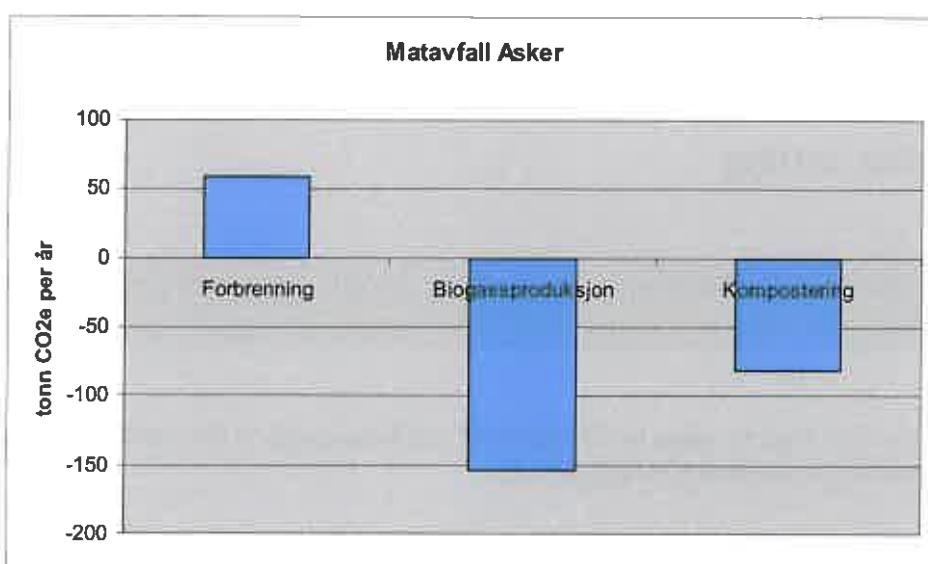 Matavfall Asker
tonn CO2e per år
100
50
0
-50
-100
-150
-200
Forbrenning
Biogassproduksjon
Kompostering